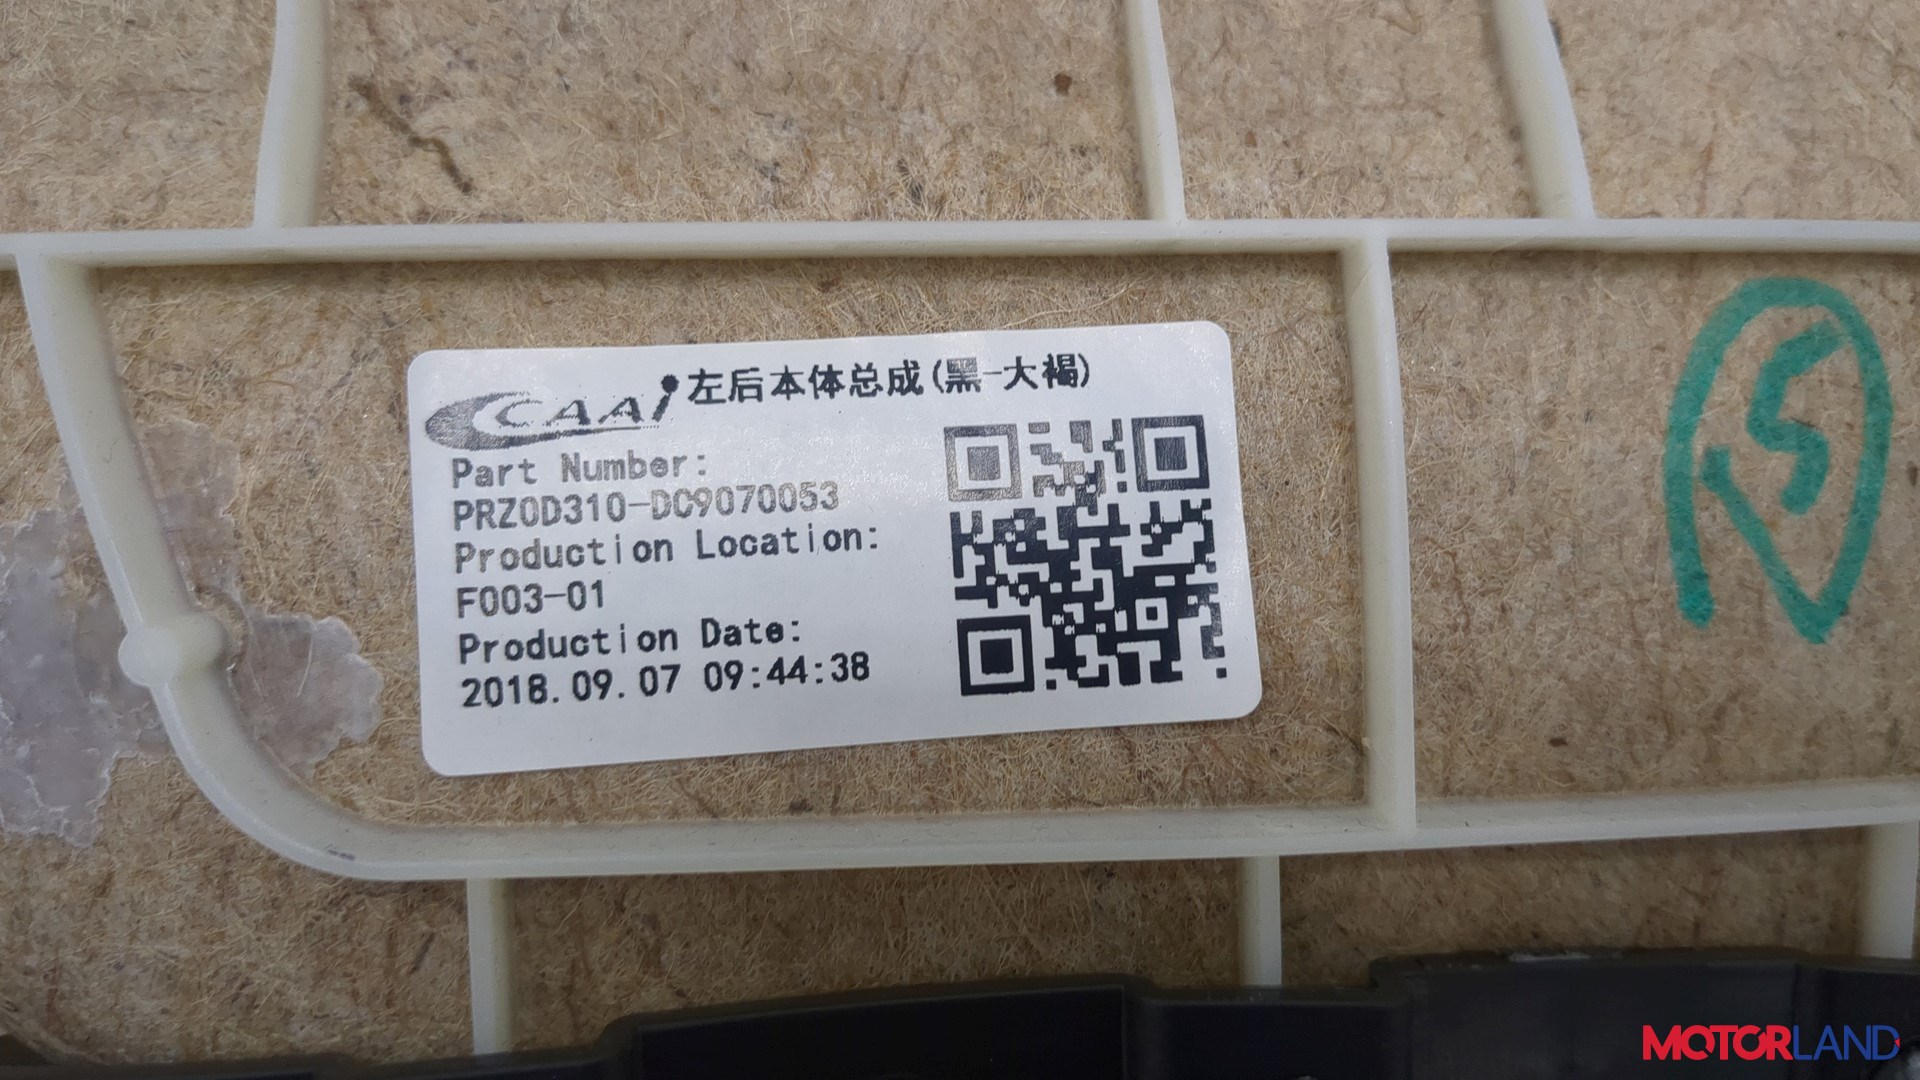 CAAi 左后本体总成(黑-大褐)
Part Number:
PRZ0D310-DC9070053
Production Location:
F003-01
Production Date:
2018.09.07 09:44:38
5
MOTORLAND